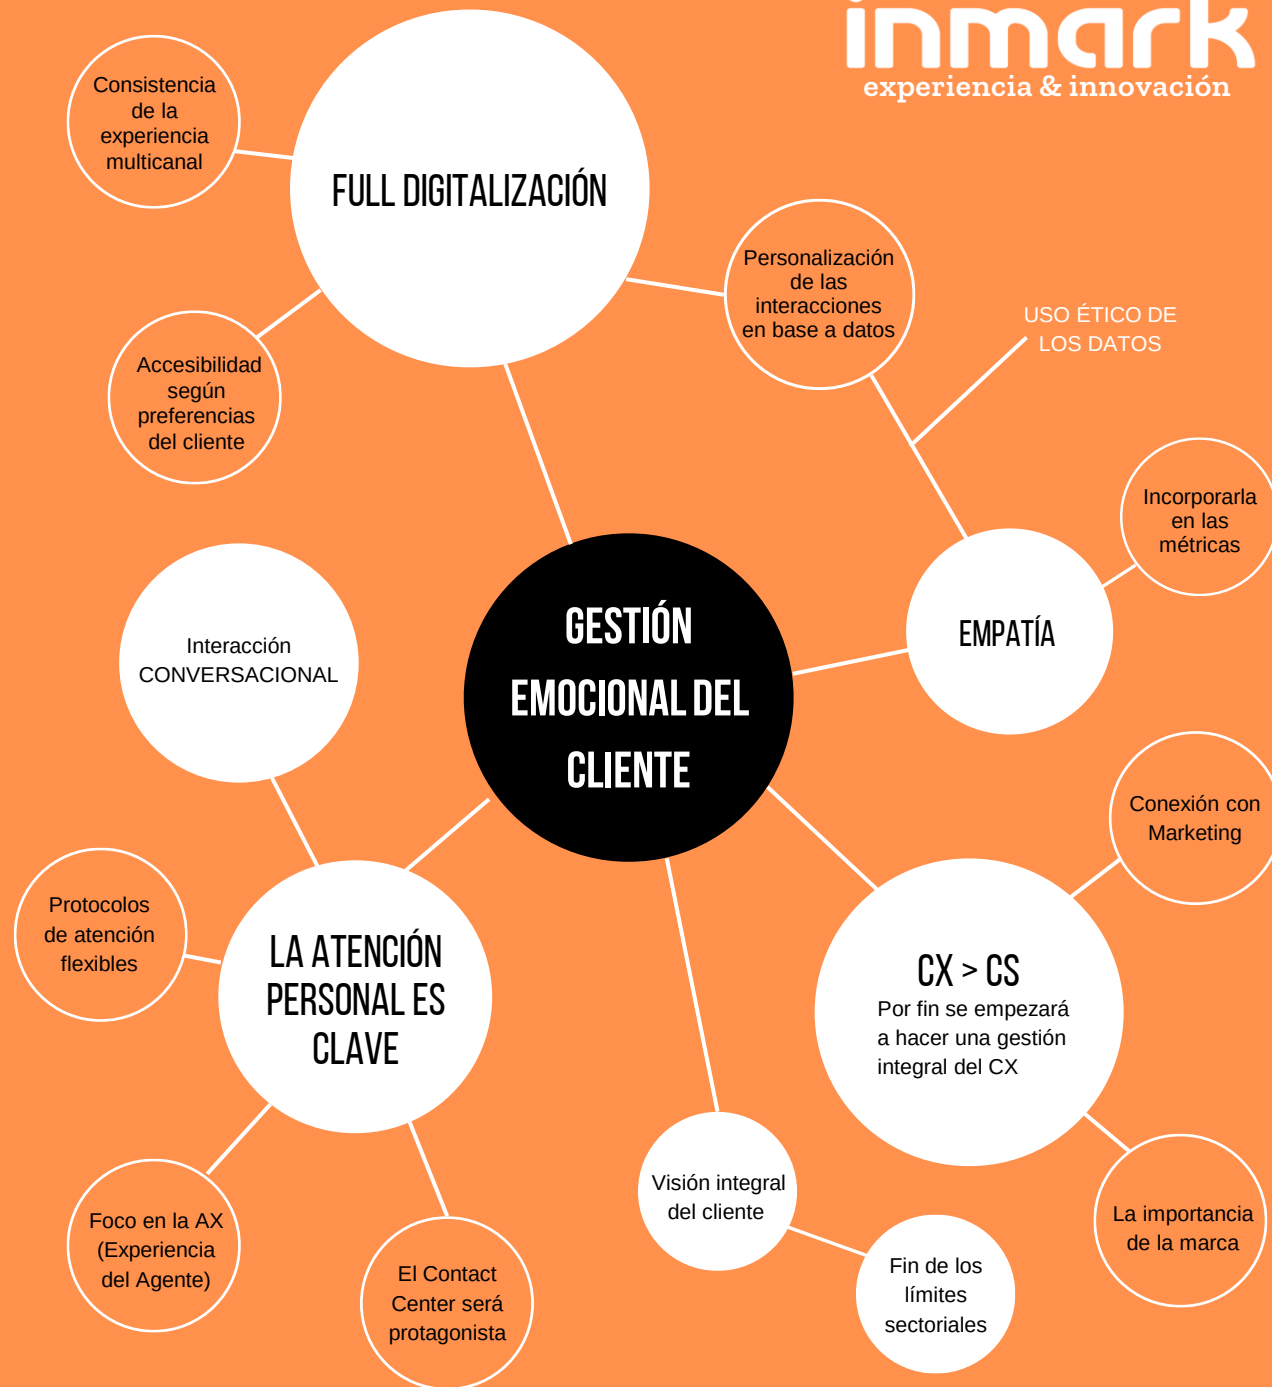 inmark
experiencia & innovación
Consistencia
de la
experiencia
multicanal
FULL DIGITALIZACIÓN
Personalización
de las
interacciones
en base a datos
USO ÉTICO DE
LOS DATOS
Accesibilidad
según
preferencias
del cliente
Incorporarla
en las
métricas
Interacción
CONVERSACIONAL
GESTIÓN
EMOCIONAL DEL
CLIENTE
EMPATÍA
Conexión con
Marketing
Protocolos
de atención
flexibles
LA ATENCIÓN
PERSONAL ES
CLAVE
CX > CS
Por fin se empezará
a hacer una gestión
integral del CX
Visión integral
del cliente
La importancia
de la marca
Foco en la AX
(Experiencia
del Agente)
El Contact
Center será
protagonista
Fin de los
límites
sectoriales